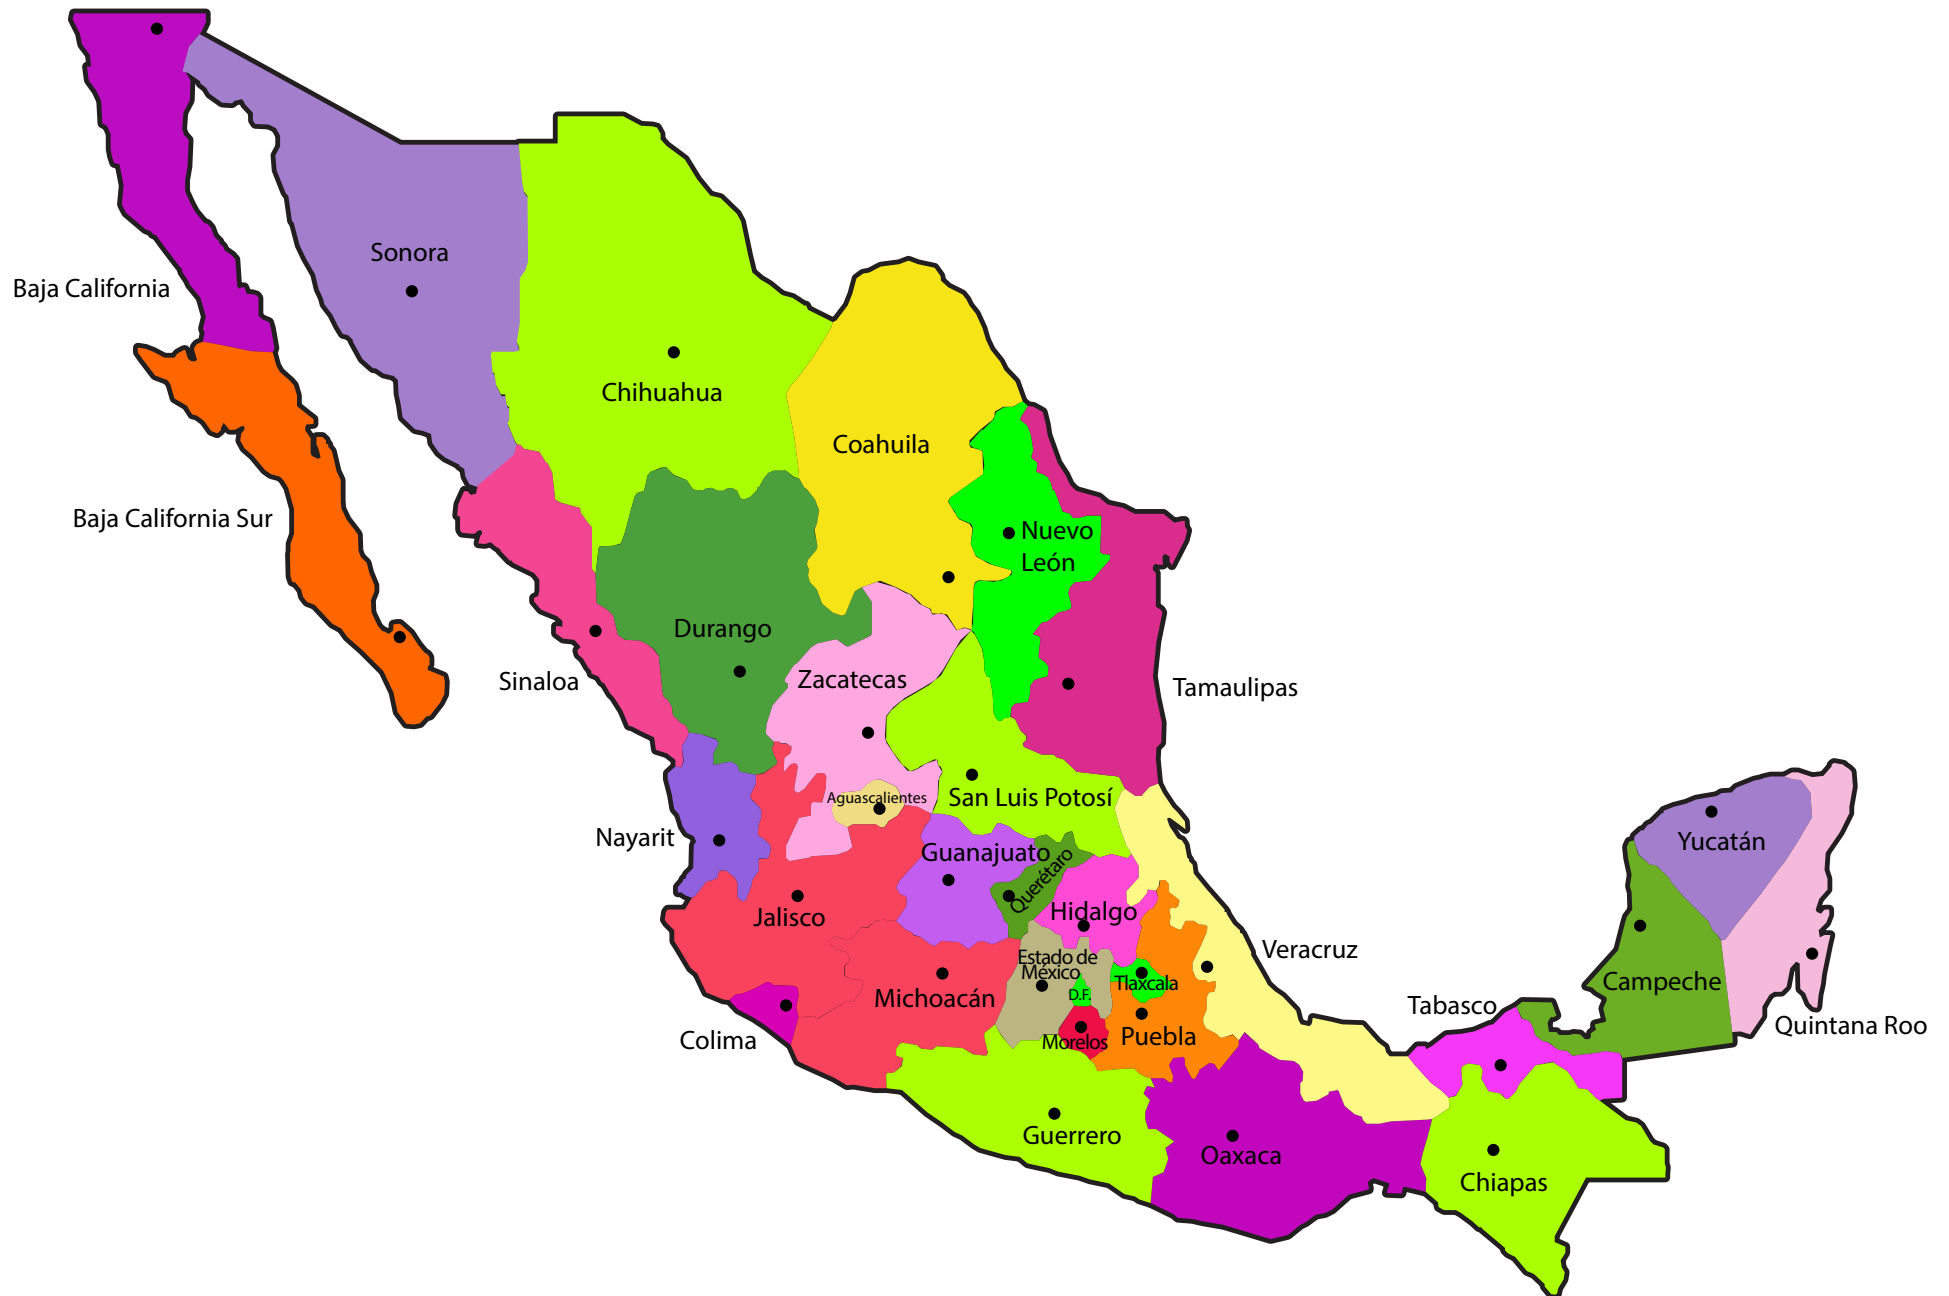 Sonora
Baja California
Chihuahua
Coahuila
Baja California Sur
Nuevo
León
Durango
Sinaloa
Zacatecas
Tamaulipas
Aguascalientes
San Luis Potosí
Nayarit
Guanajuato
Querétaro
Yucatán
Jalisco
Hidalgo
Veracruz
Estado de
México
Tlaxcala
Campeche
D.F.
Michoacán
Tabasco
Quintana Roo
Colima
Morelos
Puebla
Guerrero
Oaxaca
Chiapas